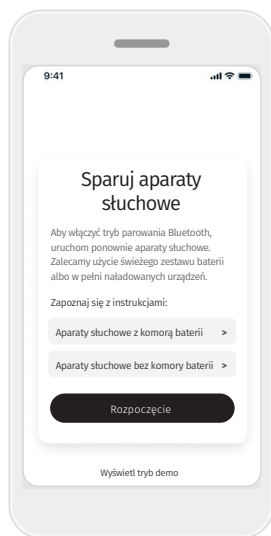 9:41
Sparuj aparaty
słuchowe
Aby włączyć tryb parowania Bluetooth,
uruchom ponownie aparaty słuchowe.
Zalecamy użycie świeżego zestawu baterii
albo w pełni naładowanych urządzeń.
Zapoznaj się z instrukcjami:
Aparaty słuchowe z komorą baterii >
Aparaty słuchowe bez komory baterii >
Rozpoczęcie
Wyświetl tryb demo